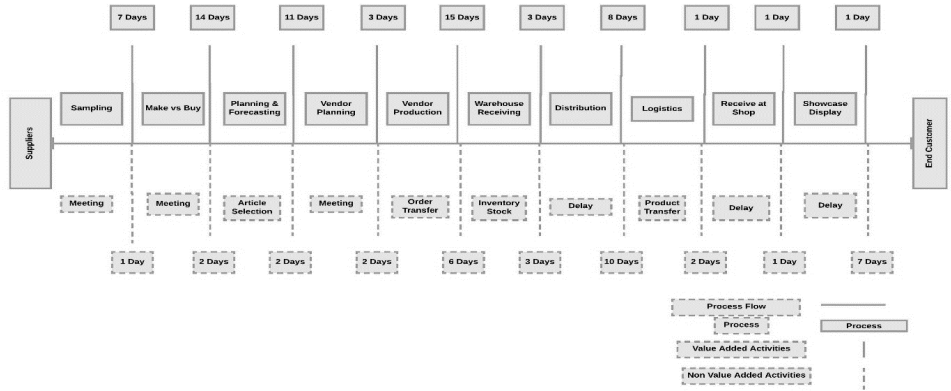 7 Days
14 Days
11 Days
3 Days
15 Days
3 Days
8 Days
1 Day
1 Day
1 Day
Suppliers
Sampling
Make vs Buy
Planning &
Forecasting
Vendor
Planning
Vendor
Production
Warehouse
Receiving
Distribution
Logistics
Receive at
Shop
Showcase
Display
End Customer
Meeting
Meeting
Article
Selection
Meeting
Order
Transfer
Inventory
Stock
Delay
Product
Transfer
Delay
Delay
1 Day
2 Days
2 Days
2 Days
6 Days
3 Days
10 Days
2 Days
1 Day
7 Days
Process Flow
Process
Process
Value Added Activities
Non Value Added Activities